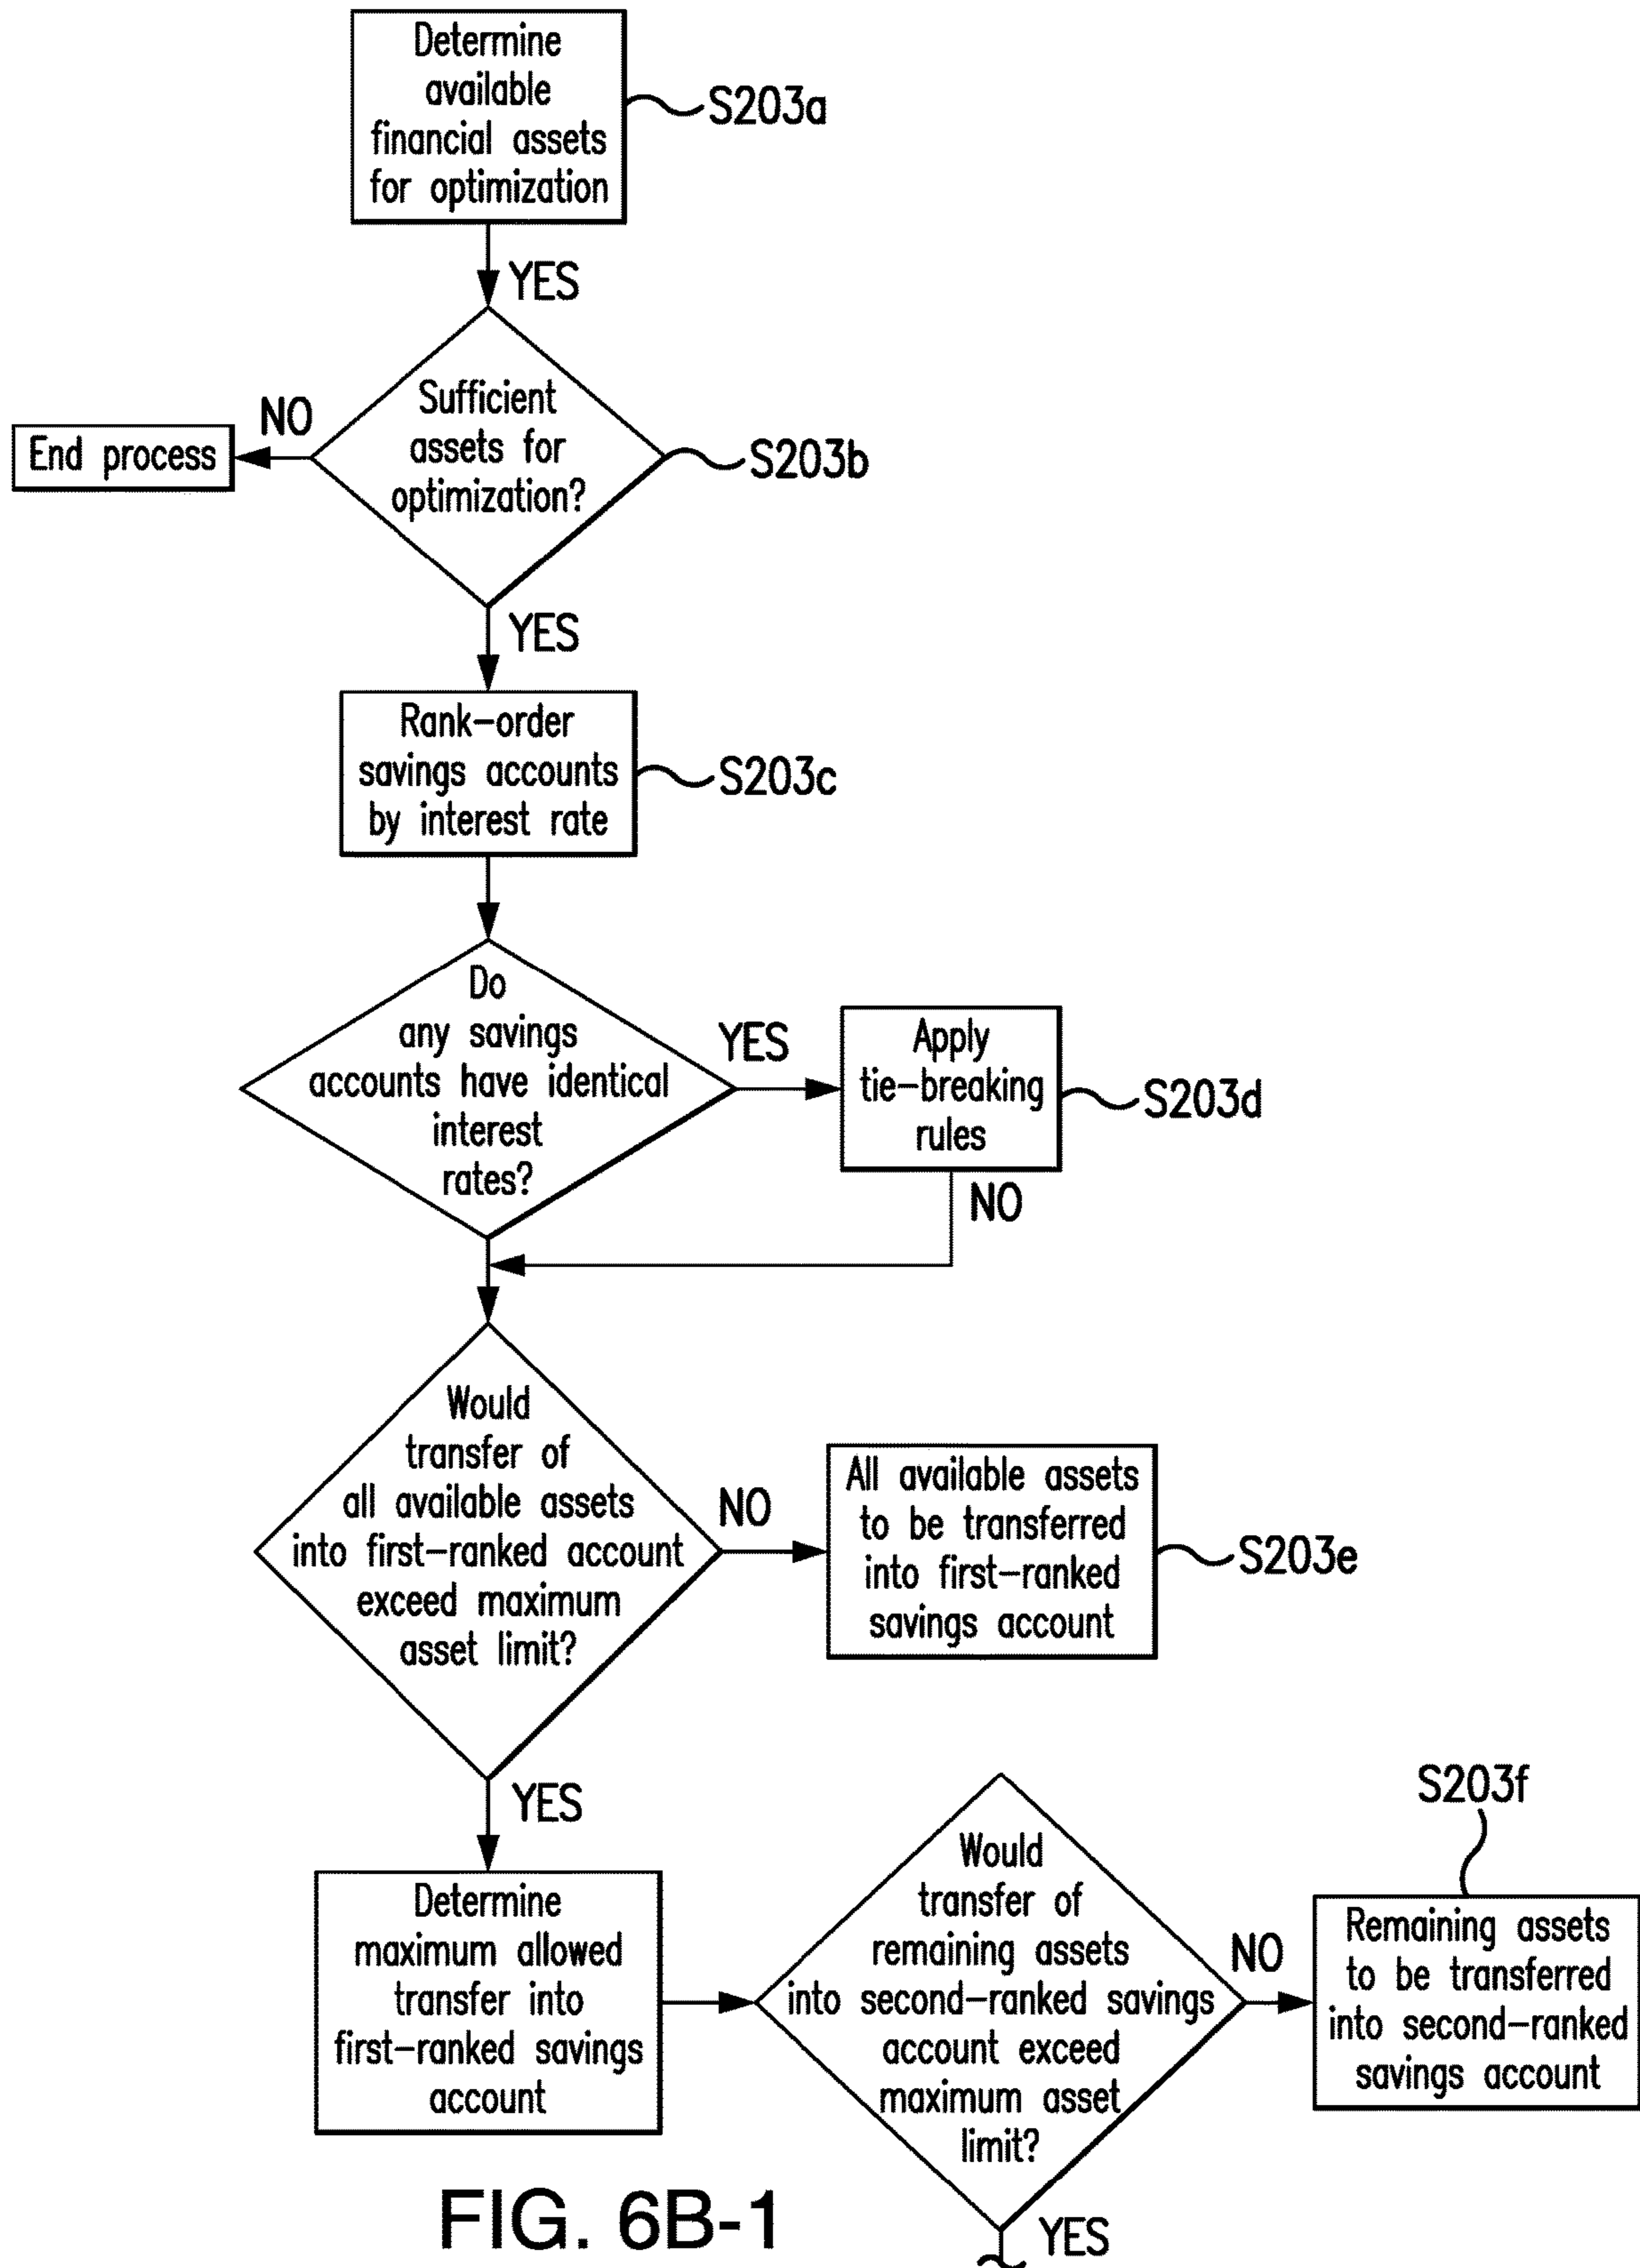 Determine
available
financial assets
for optimization
S203a
YES
Sufficient
assets for
optimization?
S203b
NO
End process
YES
Rank-order
savings accounts
by interest rate
S203c
Do
any savings
accounts have identical
interest
rates?
YES
Apply
tie-breaking
rules
S203d
NO
Would
transfer of
all available assets
into first-ranked account
exceed maximum
asset limit?
NO
All available assets
to be transferred
into first-ranked
savings account
S203e
YES
Determine
maximum allowed
transfer into
first-ranked savings
account
Would
transfer of
remaining assets
into second-ranked savings
account exceed
maximum asset
limit?
NO
S203f
Remaining assets
to be transferred
into second-ranked
savings account
YES
FIG. 6B-1